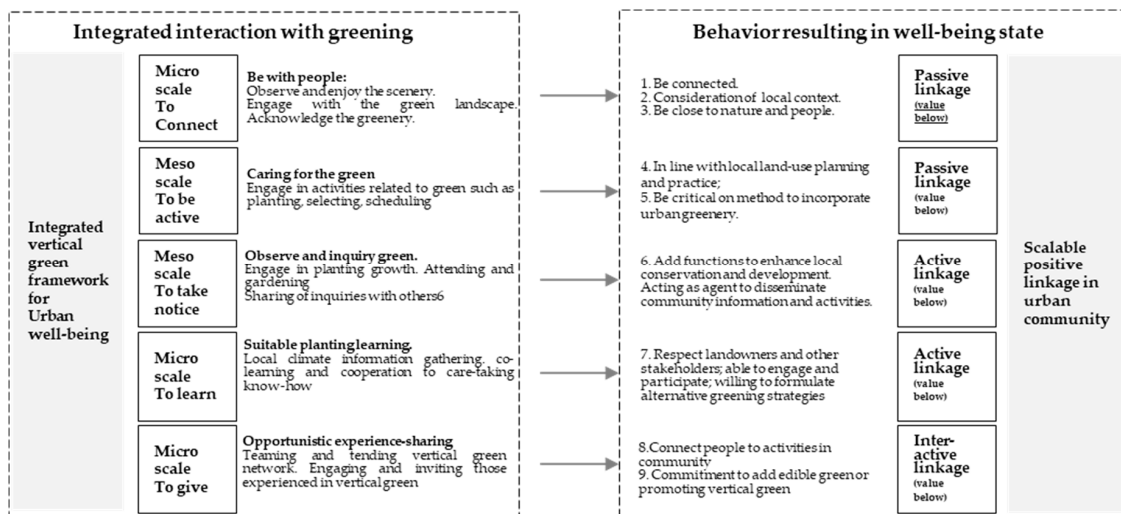 Integrated interaction with greening
Behavior resulting in well-being state
Integrated
vertical
green
framework
for
Urban
well-being
Micro
scale
To
Connect
Be with people:
Observe and enjoy the scenery.
Engage with the green landscape.
Acknowledge the greenery.
1. Be connected.
2. Consideration of local context.
3. Be close to nature and people.
Passive
linkage
(value
below)
Meso
scale
To be
active
Caring for the green
Engage in activities related to green such as
planting, selecting, scheduling
4. In line with local land-use planning
and practice;
5. Be critical on method to incorporate
urban greenery.
Passive
linkage
(value
below)
Meso
scale
To take
notice
Observe and inquiry green.
Engage in planting growth. Attending and
gardening
Sharing of inquiries with others6
6. Add functions to enhance local
conservation and development.
Acting as agent to disseminate
community information and activities.
Active
linkage
(value
below)
Micro
scale
To learn
Suitable planting learning.
Local climate information gathering. co-
learning and cooperation to care-taking
know-how
7. Respect landowners and other
stakeholders; able to engage and
participate; willing to formulate
alternative greening strategies
Active
linkage
(value
below)
Micro
scale
To give
Opportunistic experience-sharing
Teaming and tending vertical green
network. Engaging and inviting those
experienced in vertical green
8.Connect people to activities in
community
9. Commitment to add edible green or
promoting vertical green
Inter-
active
linkage
(value
below)
Scalable
positive
linkage in
urban
community